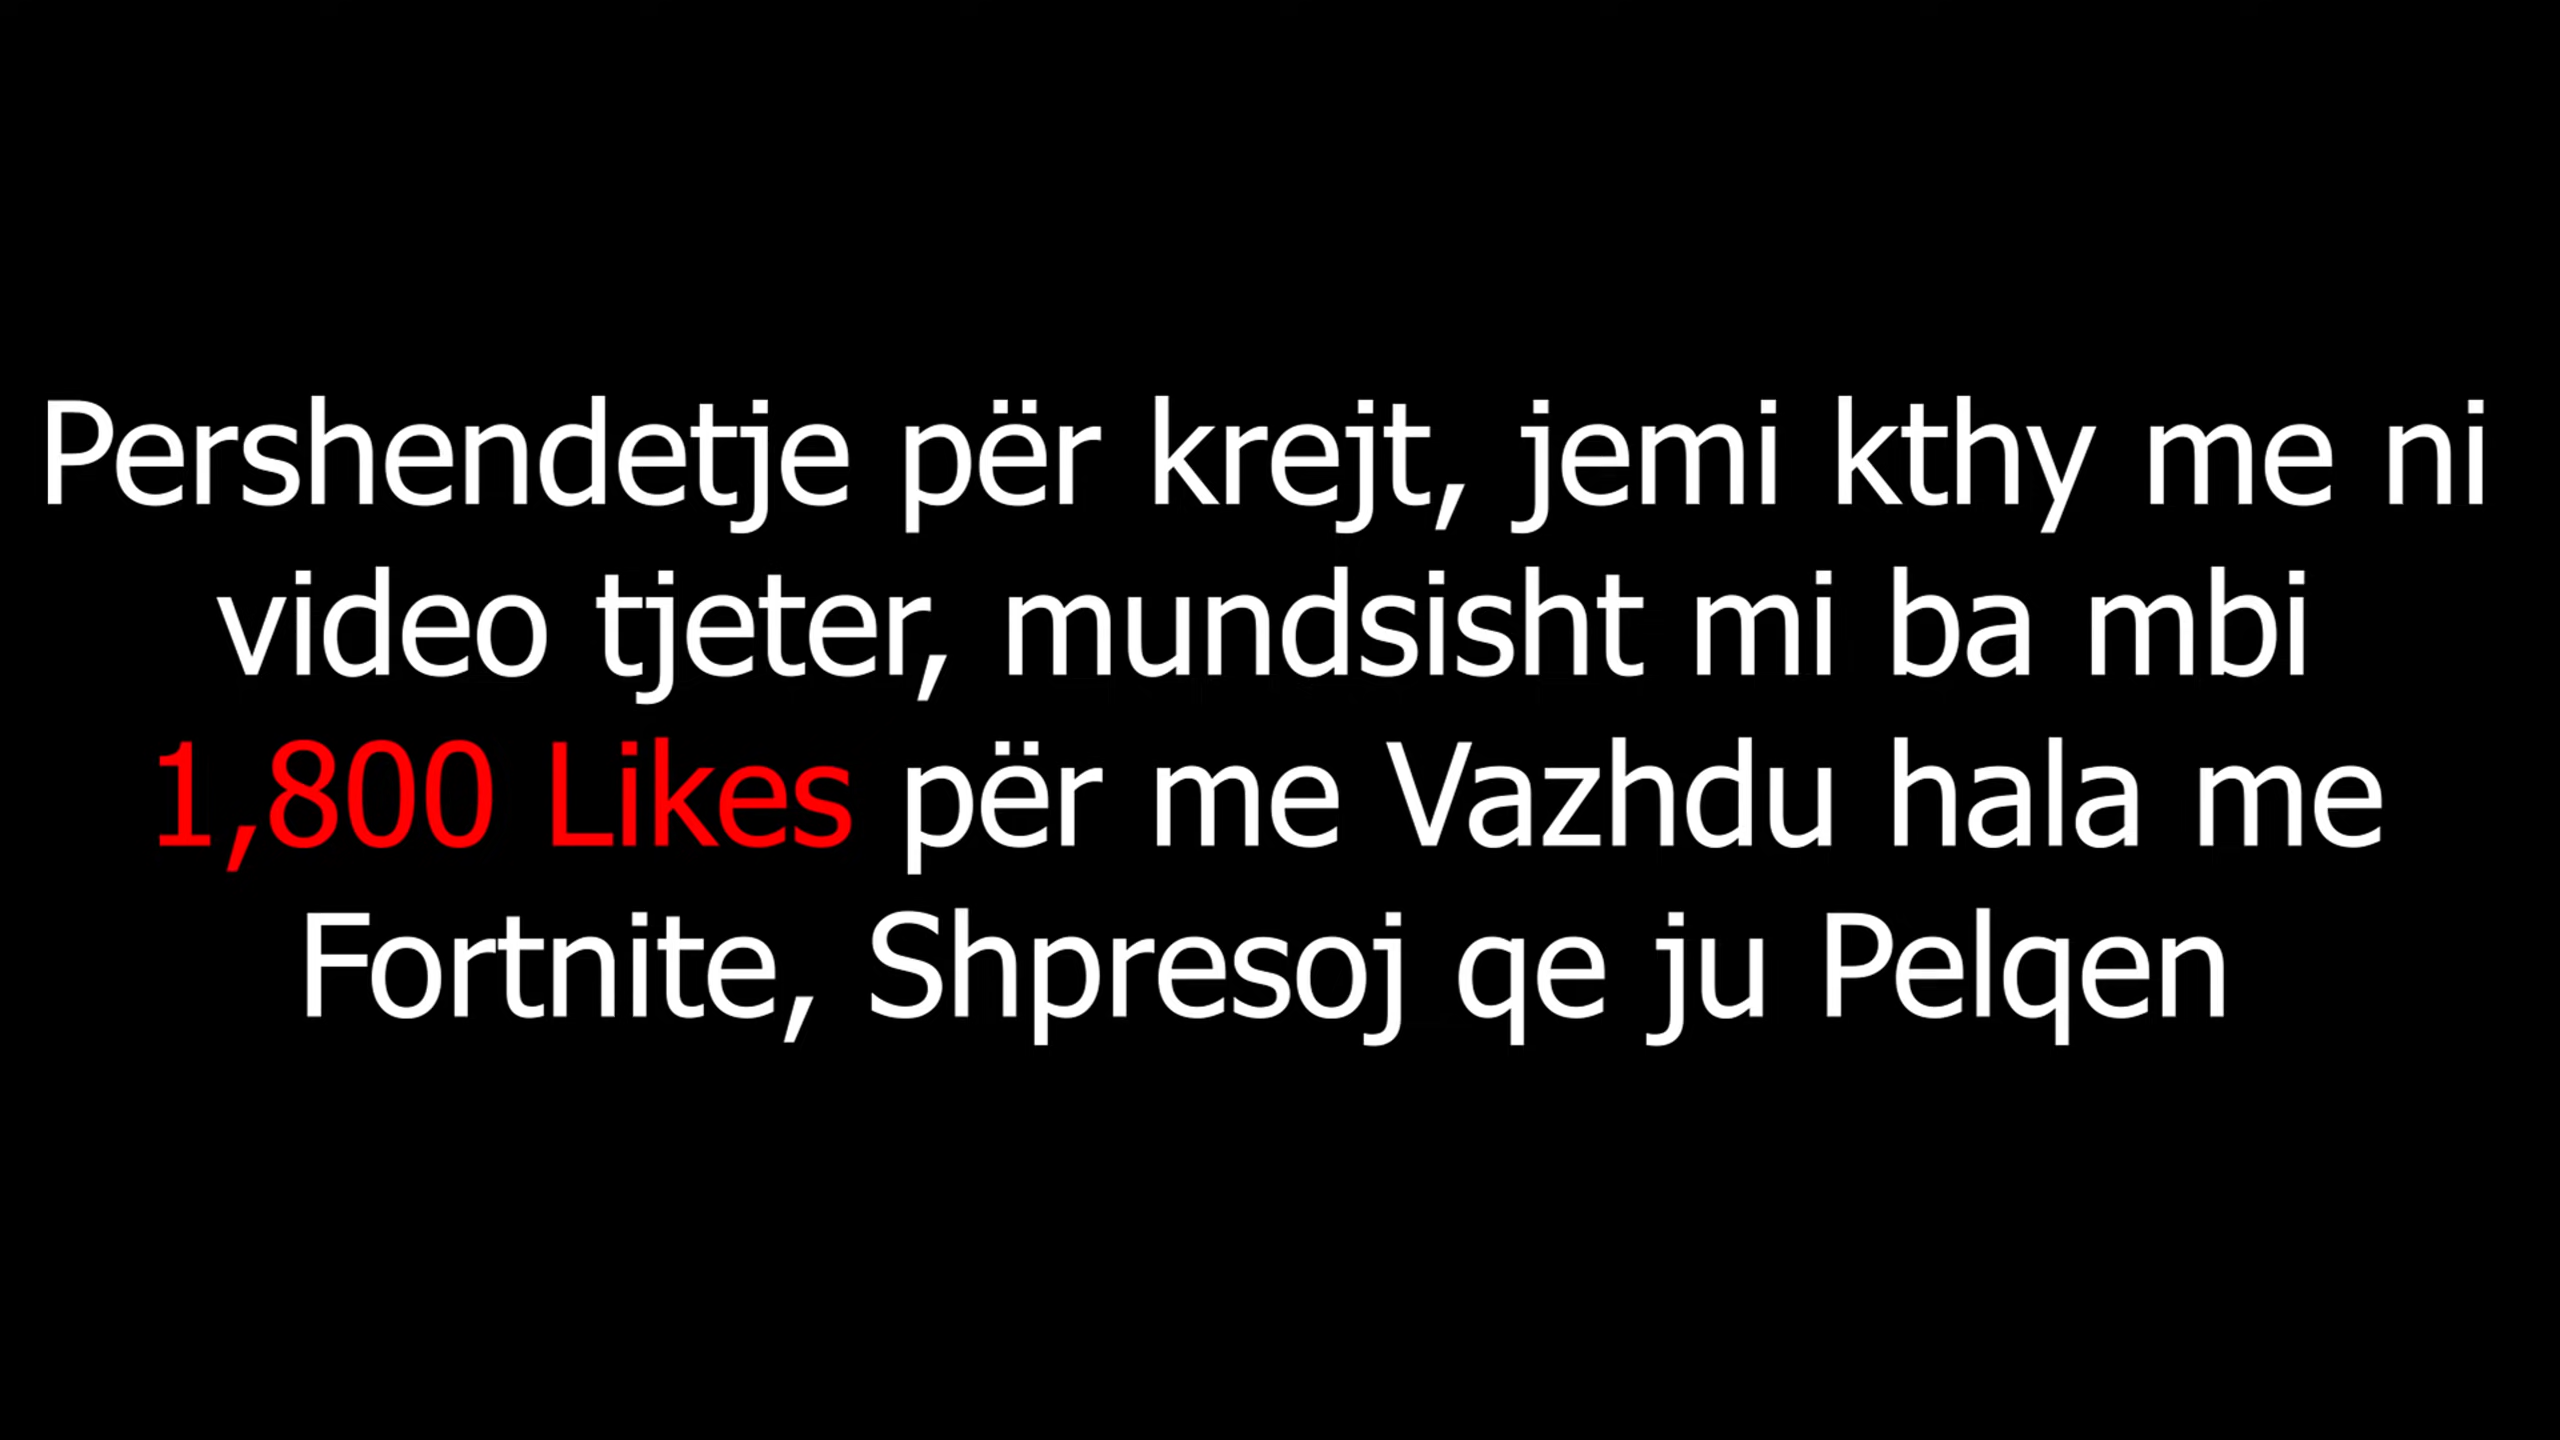 Pershendetje për krejt, jemi kthy me ni
video tjeter, mundsisht mi ba mbi
1,800 Likes për me Vazhdu hala me
Fortnite, Shpresoj qe ju Pelqen